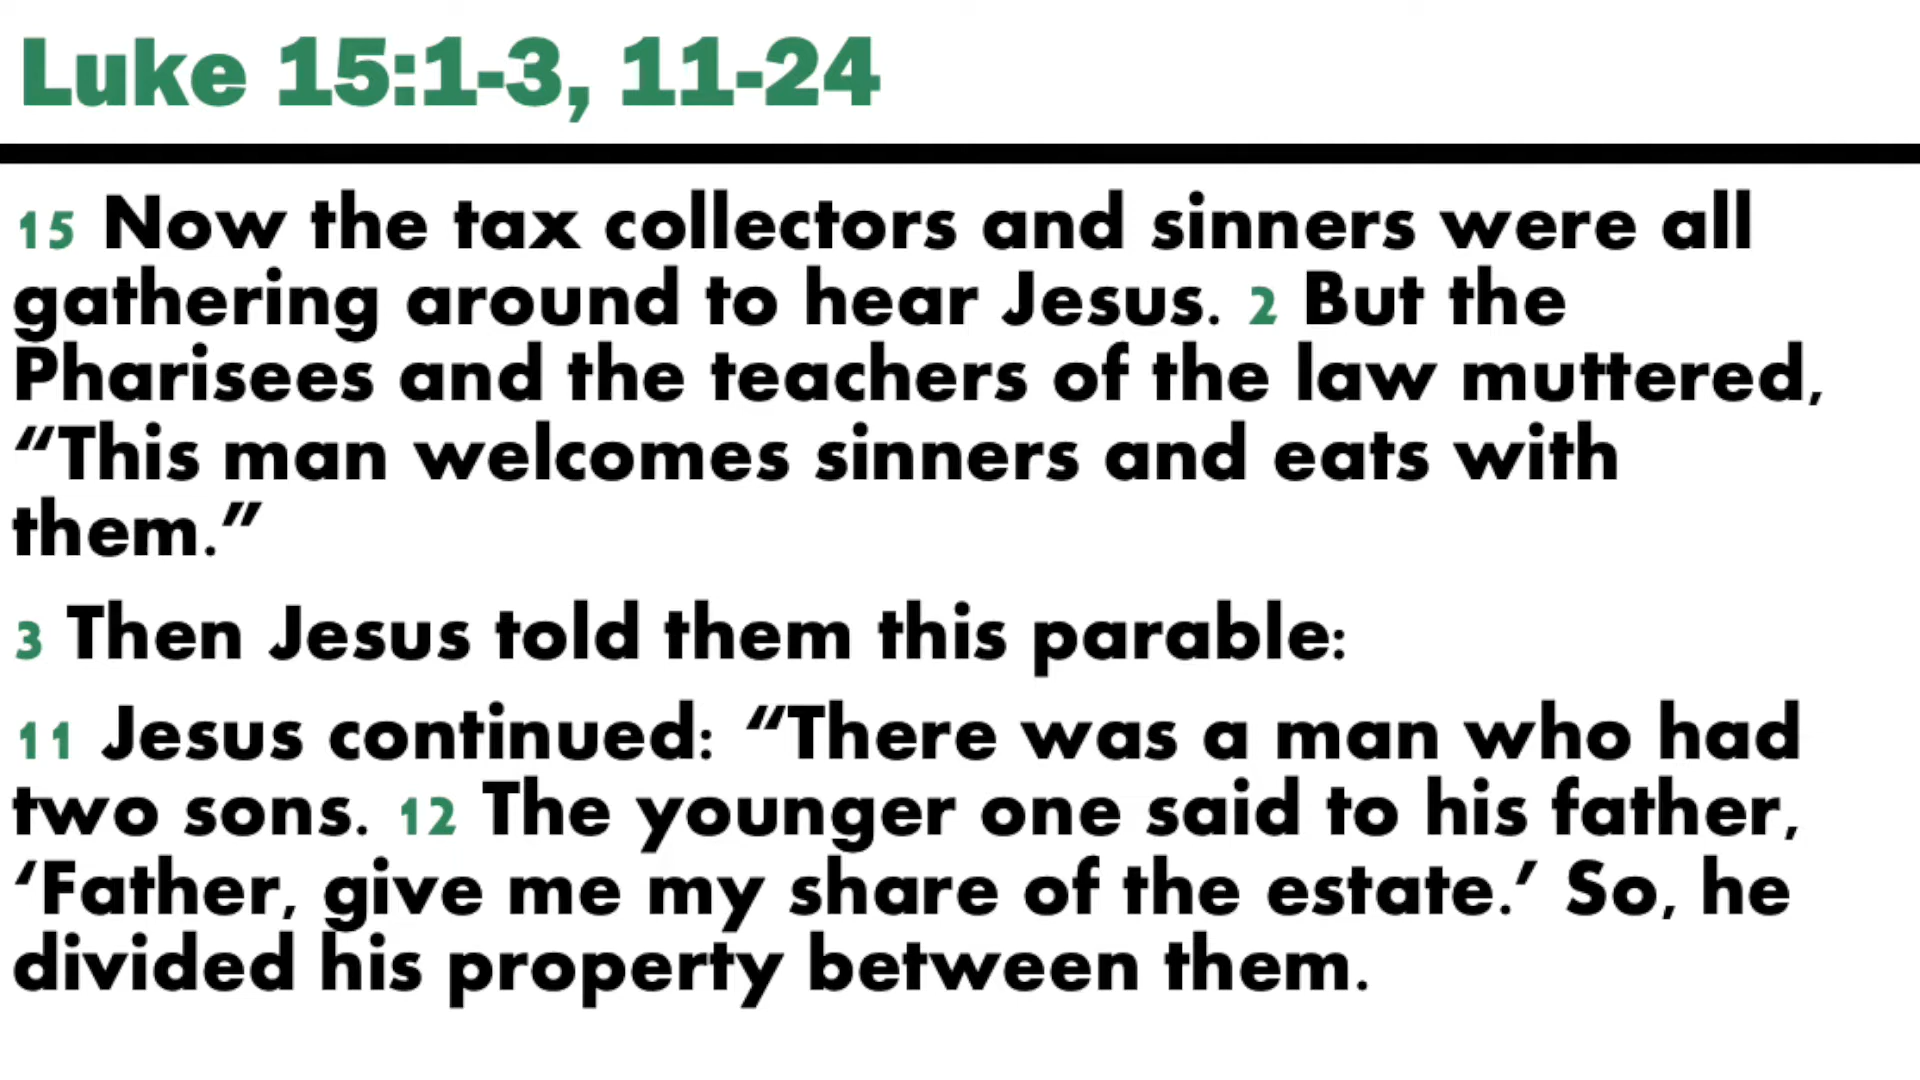 Luke 15:1-3, 11-24
15 Now the tax collectors and sinners were all
gathering around to hear Jesus. 2 But the
Pharisees and the teachers of the law muttered,
“This man welcomes sinners and eats with
them.”
3 Then Jesus told them this parable:
11 Jesus continued: “There was a man who had
two sons. 12 The younger one said to his father,
‘Father, give me my share of the estate.’ So, he
divided his property between them.